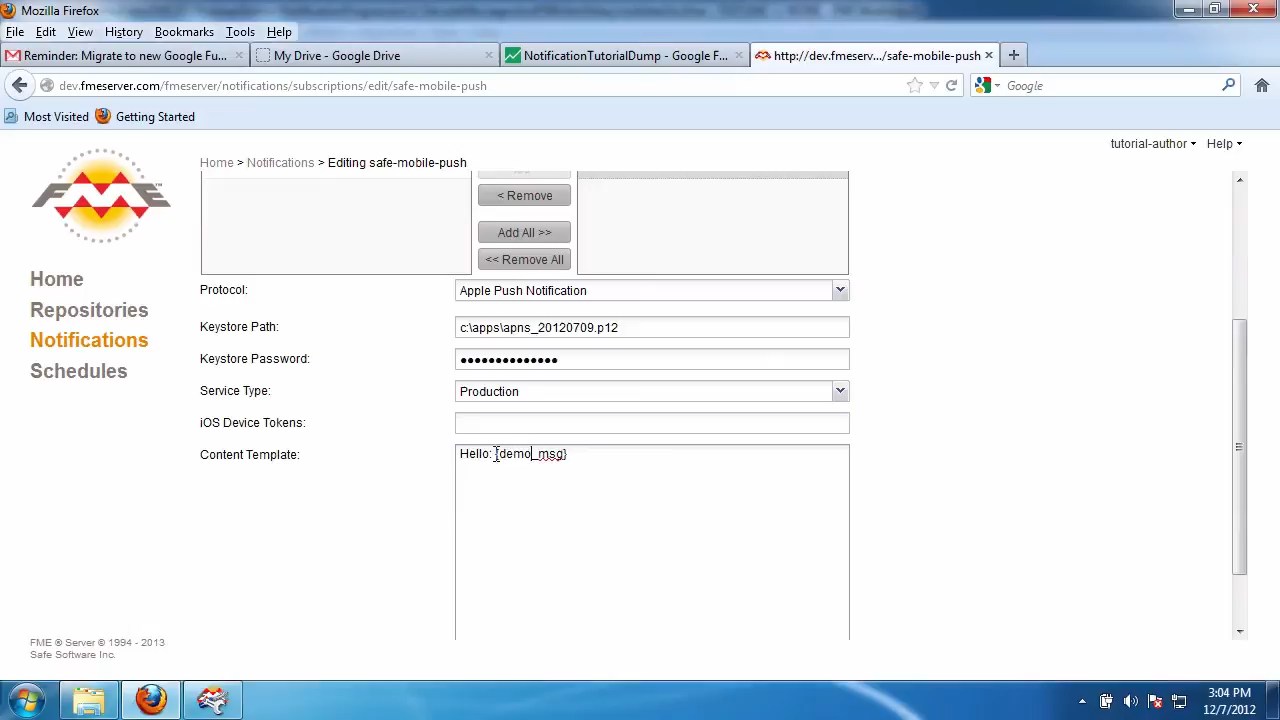 Mozilla Firefox
File Edit View History Bookmarks Tools Help
Reminder: Migrate to new Google Fu...
My Drive - Google Drive
NotificationTutorialDump - Google F...
http://dev.fmeserv.../safe-mobile-push
dev.fmeserver.com/fmeserver/notifications/subscriptions/edit/safe-mobile-push
Google
Most Visited Getting Started
tutorial-author Help
FME
Home > Notifications > Editing safe-mobile-push
< Remove
Add All >>
<< Remove All
Home
Repositories
Notifications
Schedules
Protocol: Apple Push Notification
Keystore Path: c:\apps\apns_20120709.p12
Keystore Password: ●●●●●●●●●●●●●●
Service Type: Production
iOS Device Tokens:
Content Template: Hello: {demo_msg}
FME ® Server © 1994 - 2013
Safe Software Inc.
3:04 PM
12/7/2012